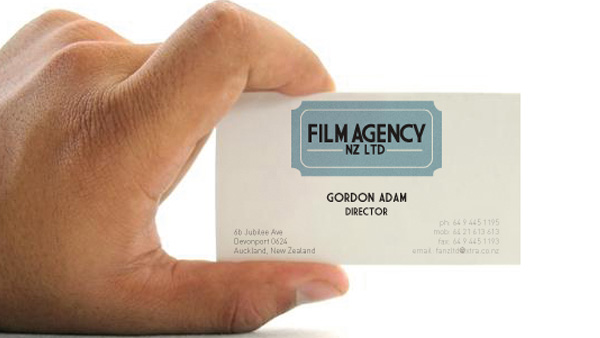 FILM AGENCY
NZ LTD
GORDON ADAM
DIRECTOR
66 Jubilee Ave
Devonport 0624
Auckland, New Zealand
ph: 64 9 445 1195
mob: 64 21 613 613
fax: 64 9 445 1193
email: fanzltd@xtra.co.nz